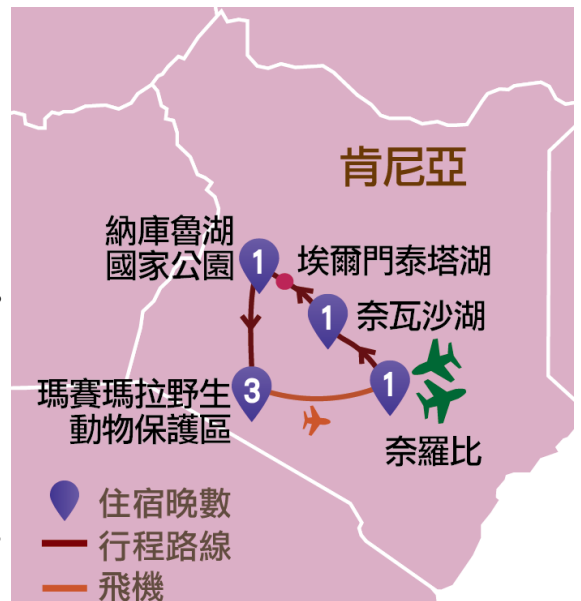 肯尼亞
納庫魯湖
國家公園
1
埃爾門泰塔湖
1
奈瓦沙湖
瑪賽瑪拉野生
動物保護區
3
1
奈羅比
住宿晚數
行程路線
飛機